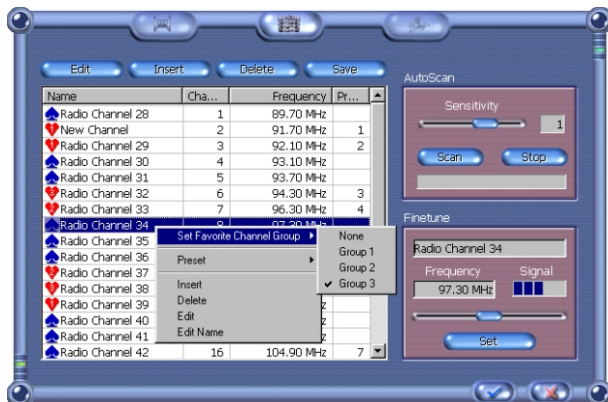 Edit Insert Delete Save
Name Cha... Frequency Pr...
Radio Channel 28 1 89.70 MHz
New Channel 2 91.70 MHz 1
Radio Channel 29 3 92.10 MHz 2
Radio Channel 30 4 93.10 MHz
Radio Channel 31 5 93.70 MHz
Radio Channel 32 6 94.30 MHz 3
Radio Channel 33 7 96.30 MHz 4
Radio Channel 34 8 97.30 MHz
Radio Channel 35
Radio Channel 36
Radio Channel 37
Radio Channel 38
Radio Channel 39
Radio Channel 40
Radio Channel 41
Radio Channel 42 16 104.90 MHz 7
Set Favorite Channel Group
Preset
Insert
Delete
Edit
Edit Name
None
Group 1
Group 2
Group 3
AutoScan
Sensitivity
1
Scan Stop
Finetune
Radio Channel 34
Frequency Signal
97.30 MHz
Set